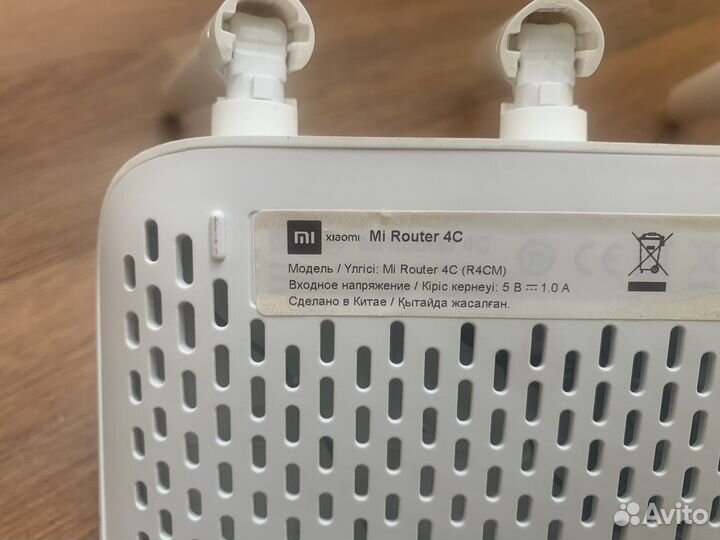 mi xiaomi Mi Router 4C
Модель / Үлгісі: Mi Router 4C (R4CM)
Входное напряжение / Кіріс кернеуі: 5 В ⎓ 1.0 А
Сделано в Китае / Қытайда жасалған.
Avito